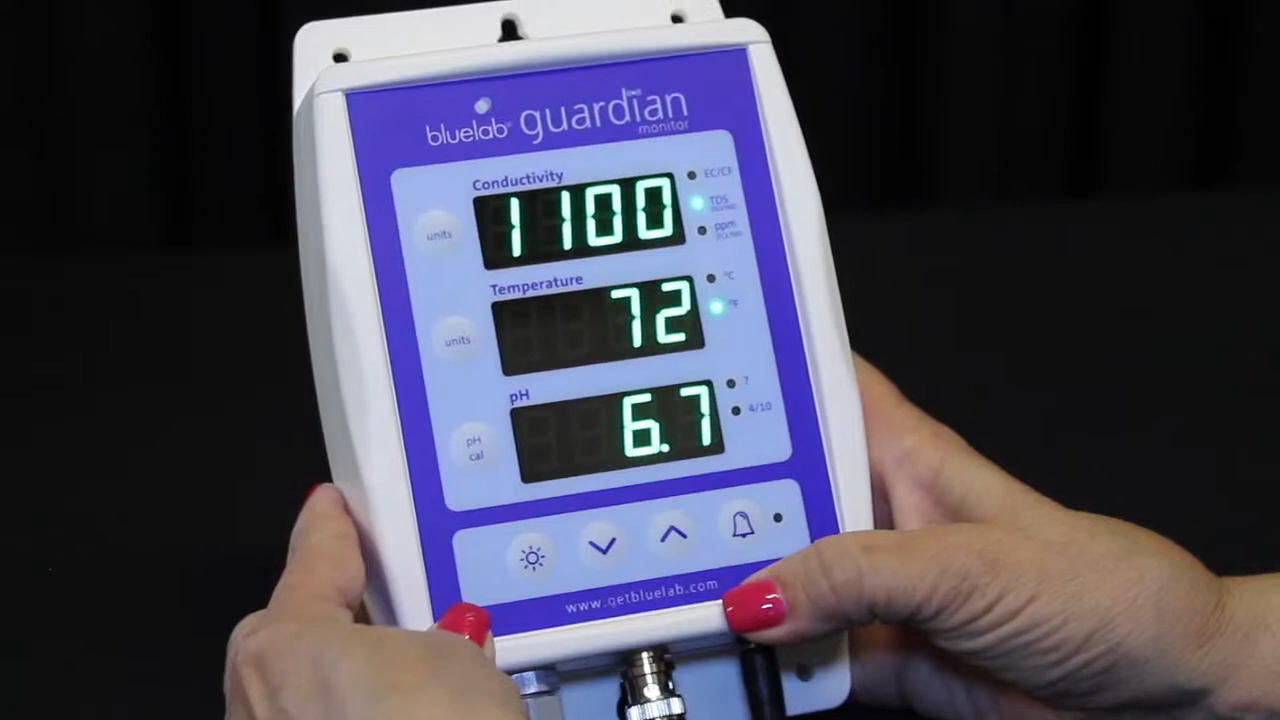 bluelab® guardian
monitor
Conductivity
units
1100
EC/CF
TDS
ppm
Temperature
units
72
°C
°F
pH
pH
cal
6.7
7
4/10
www.getbluelab.com